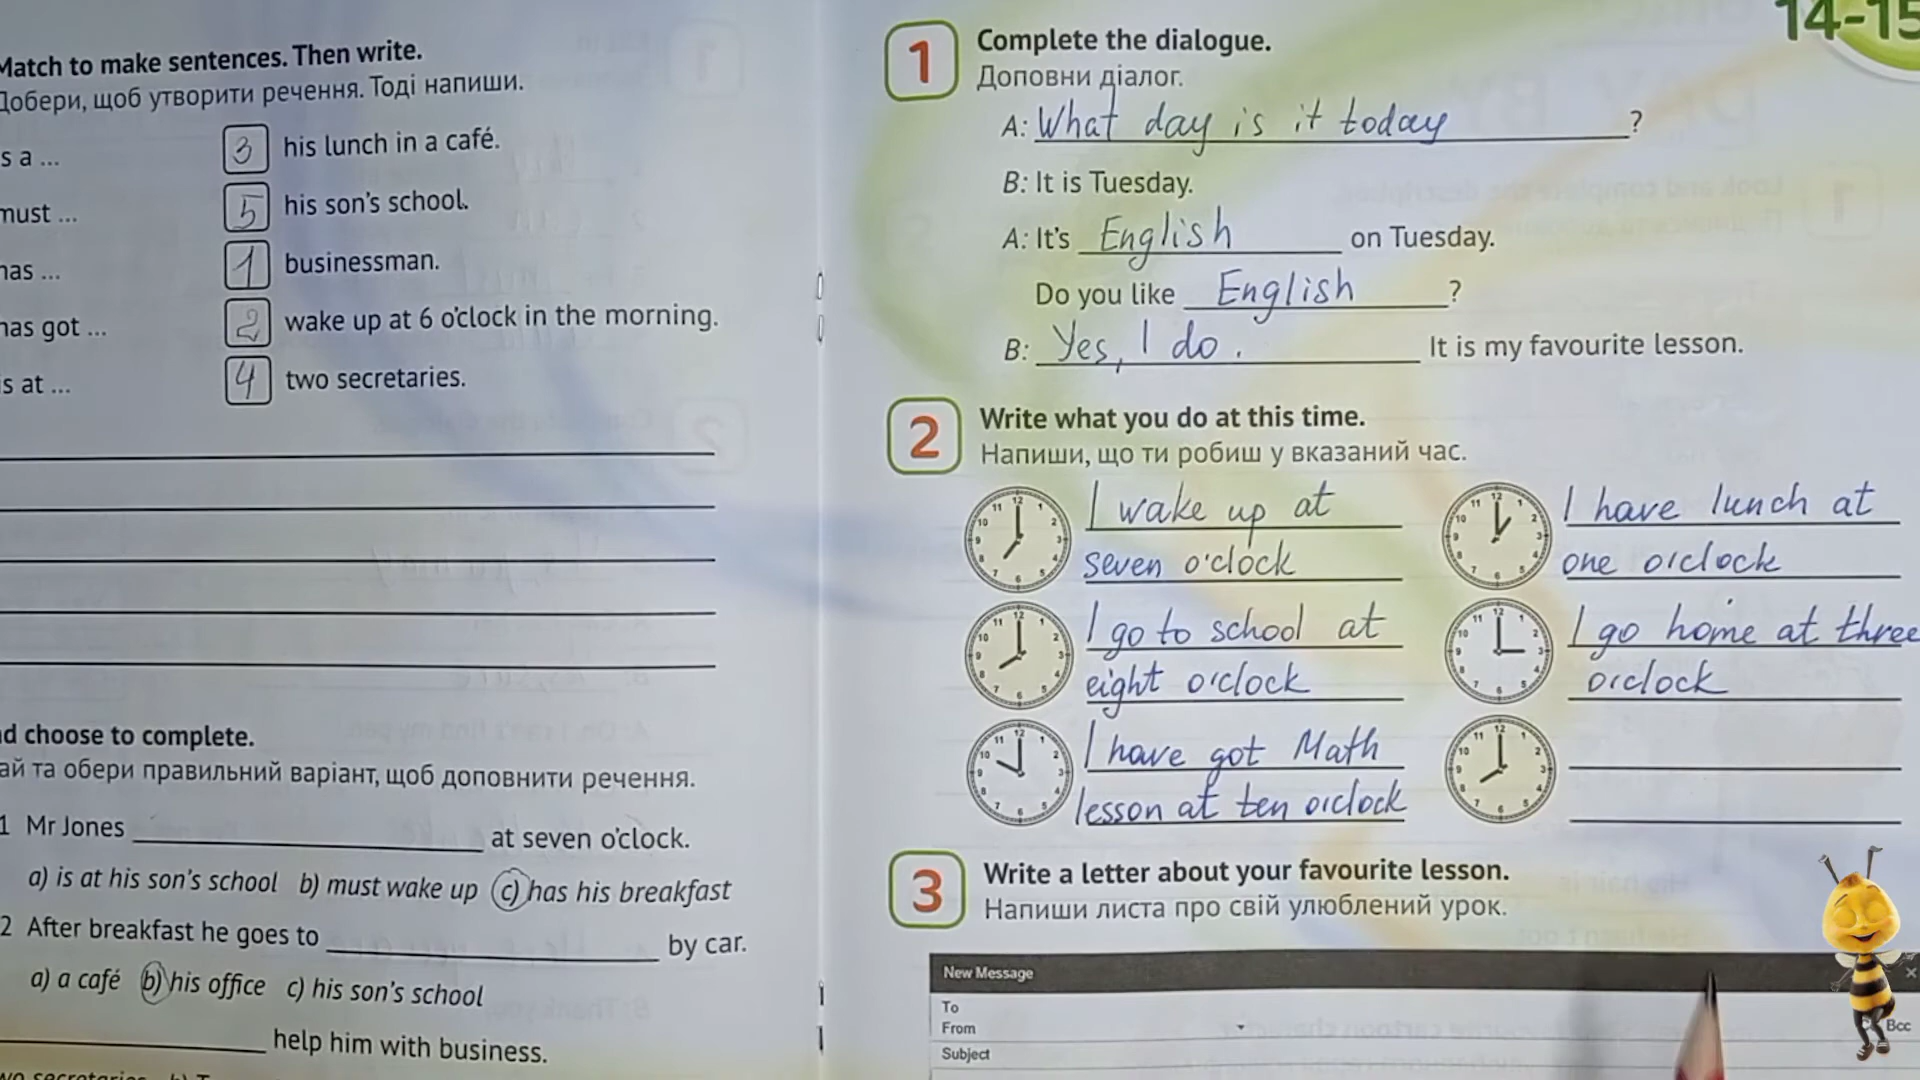 Match to make sentences. Then write.
Добери, щоб утворити речення. Тоді напиши.
s a ...
3 his lunch in a café.
must ...
5 his son's school.
has ...
1 businessman.
has got ...
2 wake up at 6 o'clock in the morning.
is at ...
4 two secretaries.
choose to complete.
та обери правильний варіант, щоб доповнити речення.
1 Mr Jones at seven o'clock.
a) is at his son's school b) must wake up c) has his breakfast
2 After breakfast he goes to by car.
a) a café b) his office c) his son's school
help him with business.
14-15
1 Complete the dialogue.
Доповни діалог.
A: What day is it today ?
B: It is Tuesday.
A: It's English on Tuesday.
Do you like English ?
B: Yes, I do. It is my favourite lesson.
2 Write what you do at this time.
Напиши, що ти робиш у вказаний час.
I wake up at
seven o'clock
I go to school at
eight o'clock
I have got Math
lesson at ten o'clock
I have lunch at
one o'clock
I go home at three
o'clock
3 Write a letter about your favourite lesson.
Напиши листа про свій улюблений урок.
New Message
To
From
Bcc
Subject